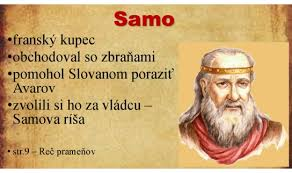 Samo
•franský kupec
•obchodoval so zbraňami
•pomohol Slovanom poraziť
Avarov
•zvolili si ho za vládcu –
Samova ríša
• str.9 – Reč prameňov